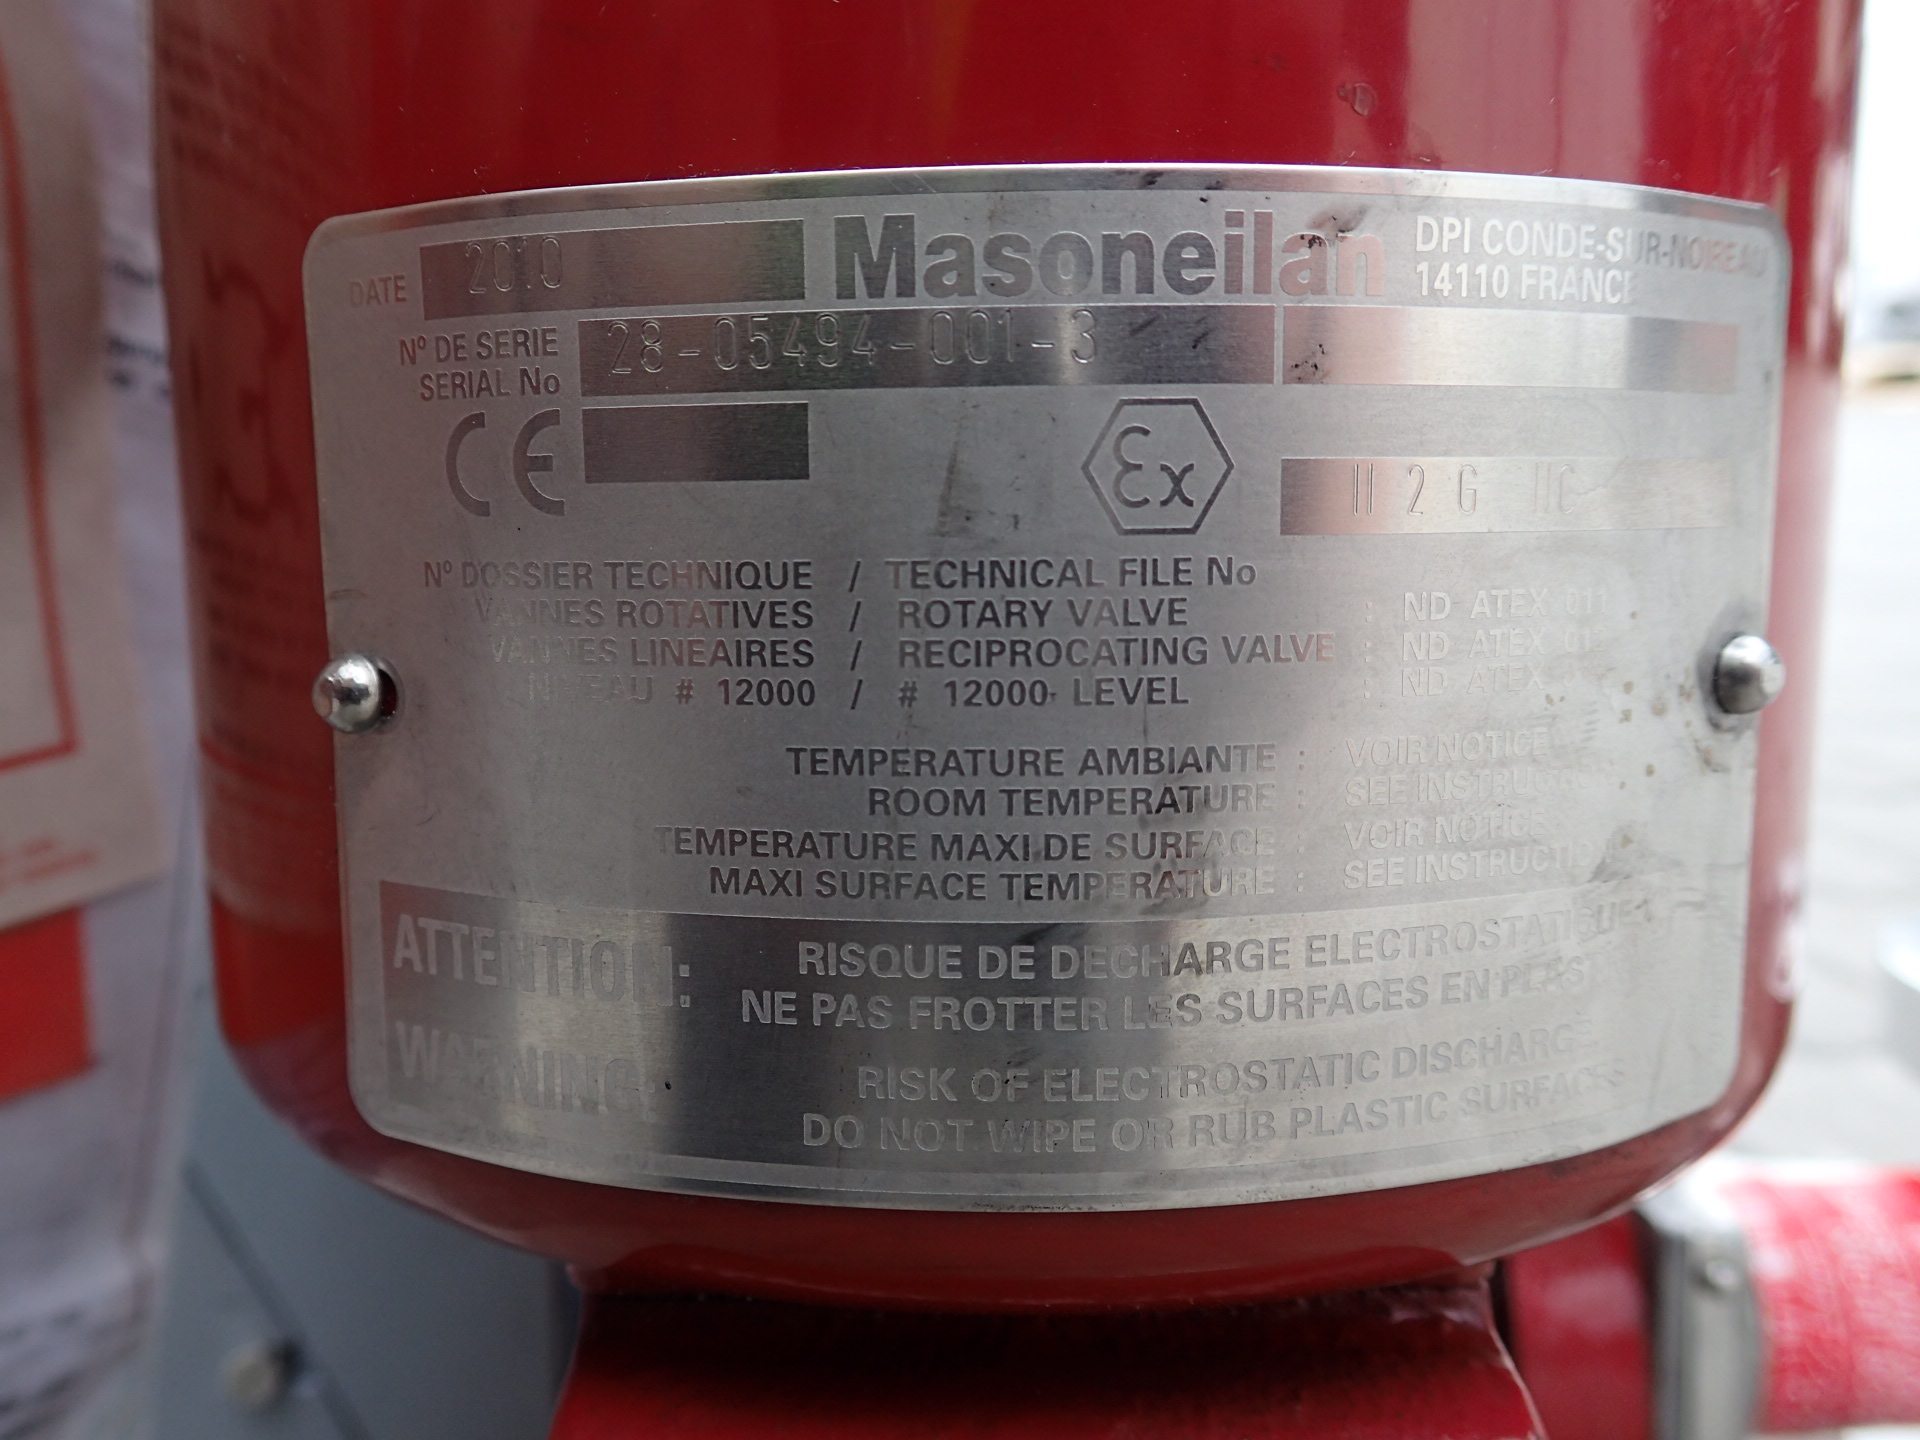 DATE 2010 Masoneilan DPI CONDE-SUR-NOIREAU
14110 FRANCE
Nº DE SERIE
SERIAL No 28-05494-001-3
CE Ex II 2 G IIC
Nº DOSSIER TECHNIQUE / TECHNICAL FILE No
VANNES ROTATIVES / ROTARY VALVE : ND ATEX 011
VANNES LINEAIRES / RECIPROCATING VALVE : ND ATEX 012
NIVEAU # 12000 / # 12000 LEVEL : ND ATEX
TEMPERATURE AMBIANTE : VOIR NOTICE
ROOM TEMPERATURE : SEE INSTRUCTION
TEMPERATURE MAXI DE SURFACE : VOIR NOTICE
MAXI SURFACE TEMPERATURE : SEE INSTRUCTION
ATTENTION: RISQUE DE DECHARGE ELECTROSTATIQUE
NE PAS FROTTER LES SURFACES EN PLAST
WARNING: RISK OF ELECTROSTATIC DISCHARGE
DO NOT WIPE OR RUB PLASTIC SURFACES